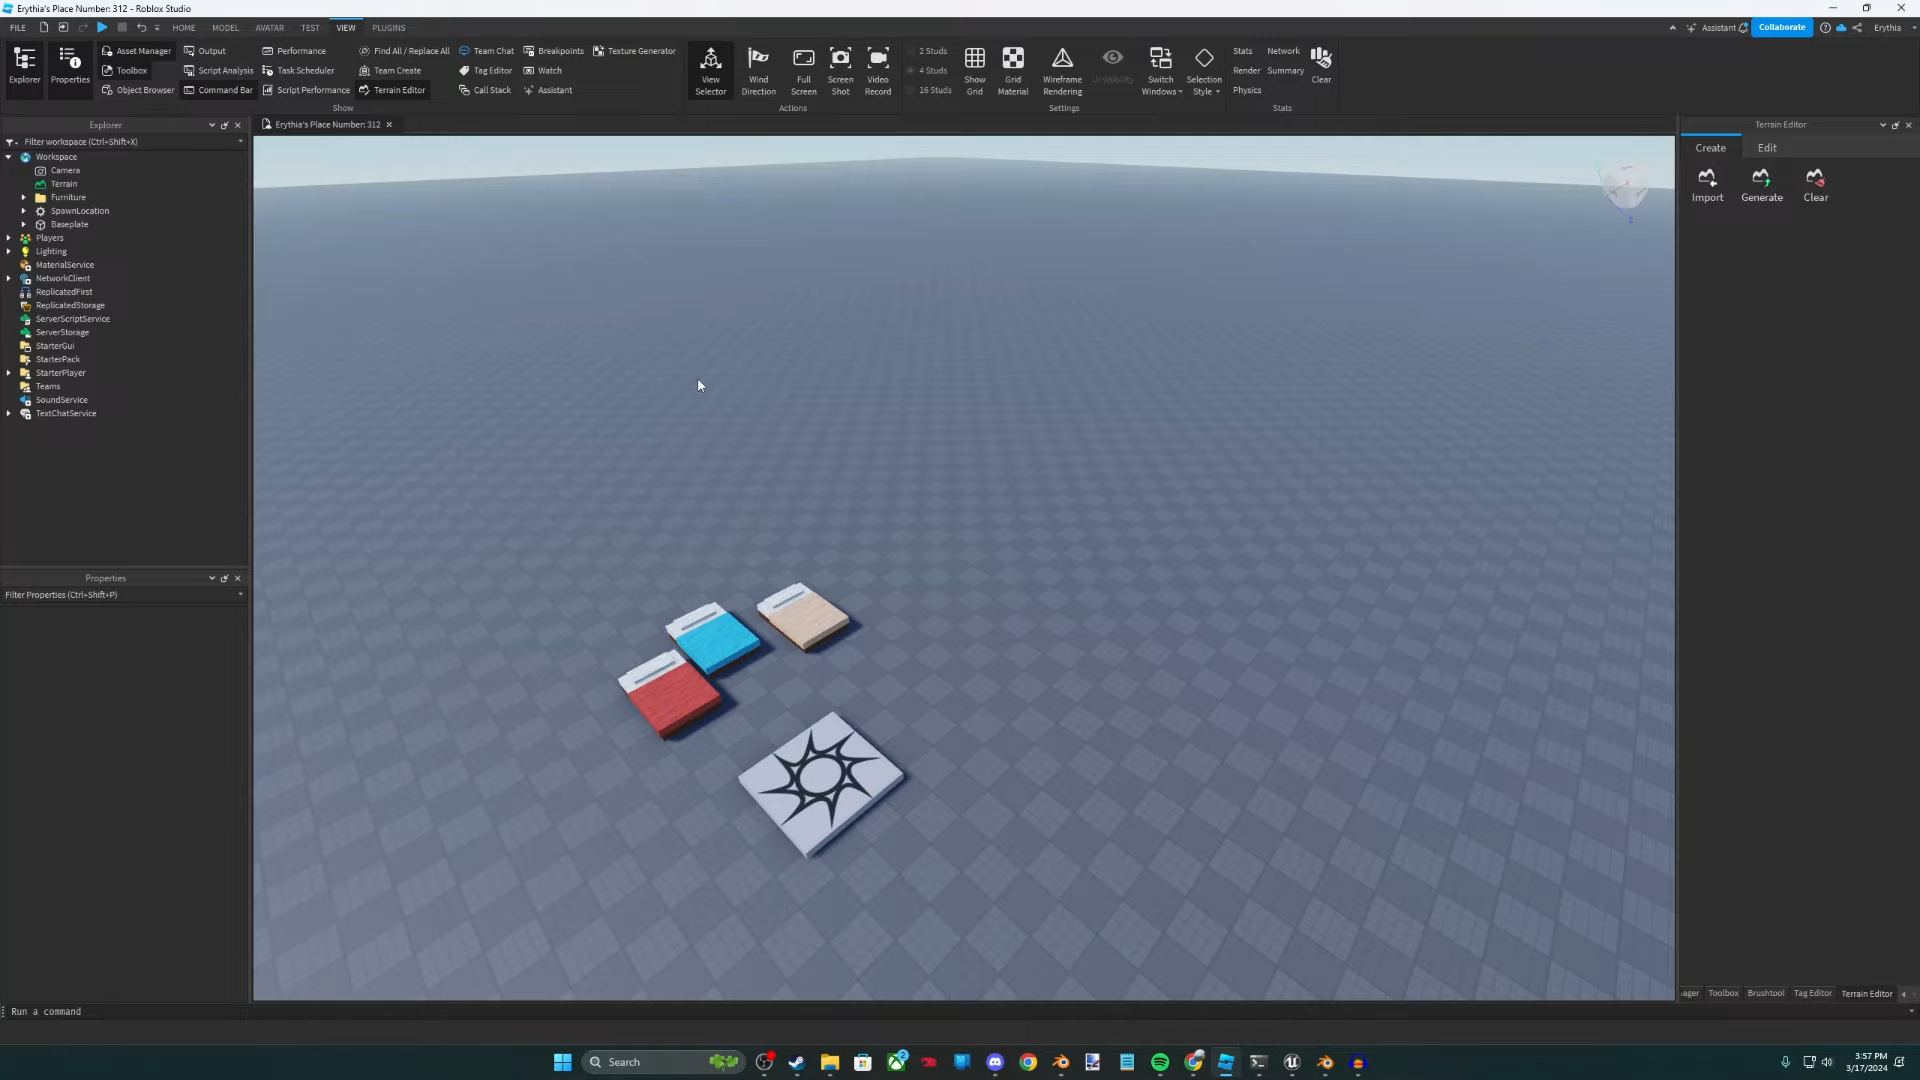 Erythia's Place Number: 312 - Roblox Studio
FILE HOME MODEL AVATAR TEST VIEW PLUGINS Assistant Collaborate Erythia
Explorer Properties
Asset Manager Output Performance Find All / Replace All Team Chat Breakpoints Texture Generator
Toolbox Script Analysis Task Scheduler Team Create Tag Editor Watch
Object Browser Command Bar Script Performance Terrain Editor Call Stack Assistant
Show
View Selector
Wind Direction
Full Screen
Screen Shot
Video Record
Actions
2 Studs
4 Studs
16 Studs
Show Grid
Grid Material
Wireframe Rendering
UI Visibility
Switch Windows
Selection Style
Settings
Stats Network
Render Summary
Physics
Clear
Stats
Explorer
Filter workspace (Ctrl+Shift+X)
Workspace
Camera
Terrain
Furniture
SpawnLocation
Baseplate
Players
Lighting
MaterialService
NetworkClient
ReplicatedFirst
ReplicatedStorage
ServerScriptService
ServerStorage
StarterGui
StarterPack
StarterPlayer
Teams
SoundService
TextChatService
Properties
Filter Properties (Ctrl+Shift+P)
Erythia's Place Number: 312
Z
Terrain Editor
Create Edit
Import Generate Clear
ager Toolbox Brushtool Tag Editor Terrain Editor
Run a command
Search
2
3:57 PM
3/17/2024